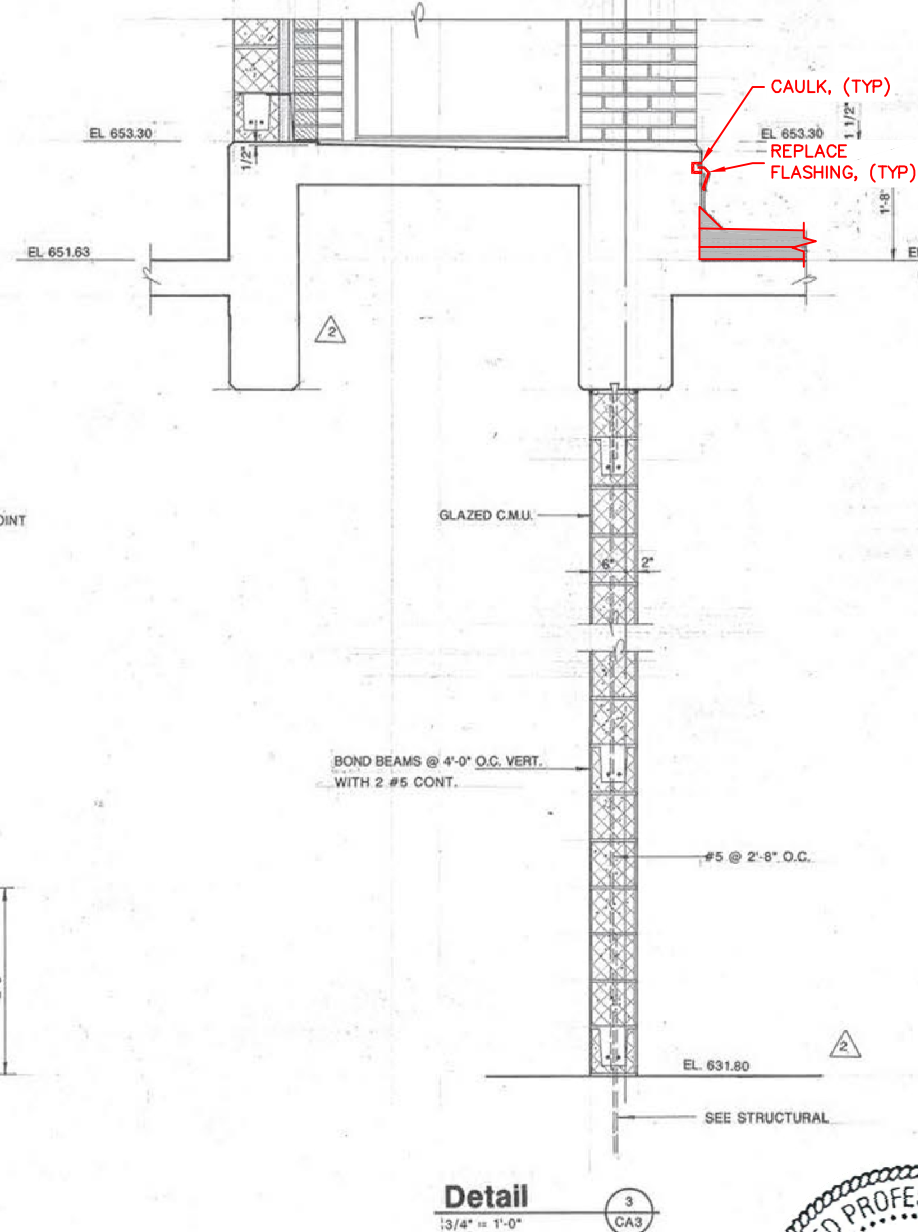 CAULK, (TYP)
EL 653.30
EL 653.30
1 1/2"
1/2"
REPLACE
FLASHING, (TYP)
1'-8"
EL 651.63
2
OINT
GLAZED C.M.U.
6"
2"
BOND BEAMS @ 4'-0" O.C. VERT.
WITH 2 #5 CONT.
#5 @ 2'-8" O.C.
2
EL. 631.80
SEE STRUCTURAL
Detail
3
3/4" = 1'-0"
CA3
D PROFES